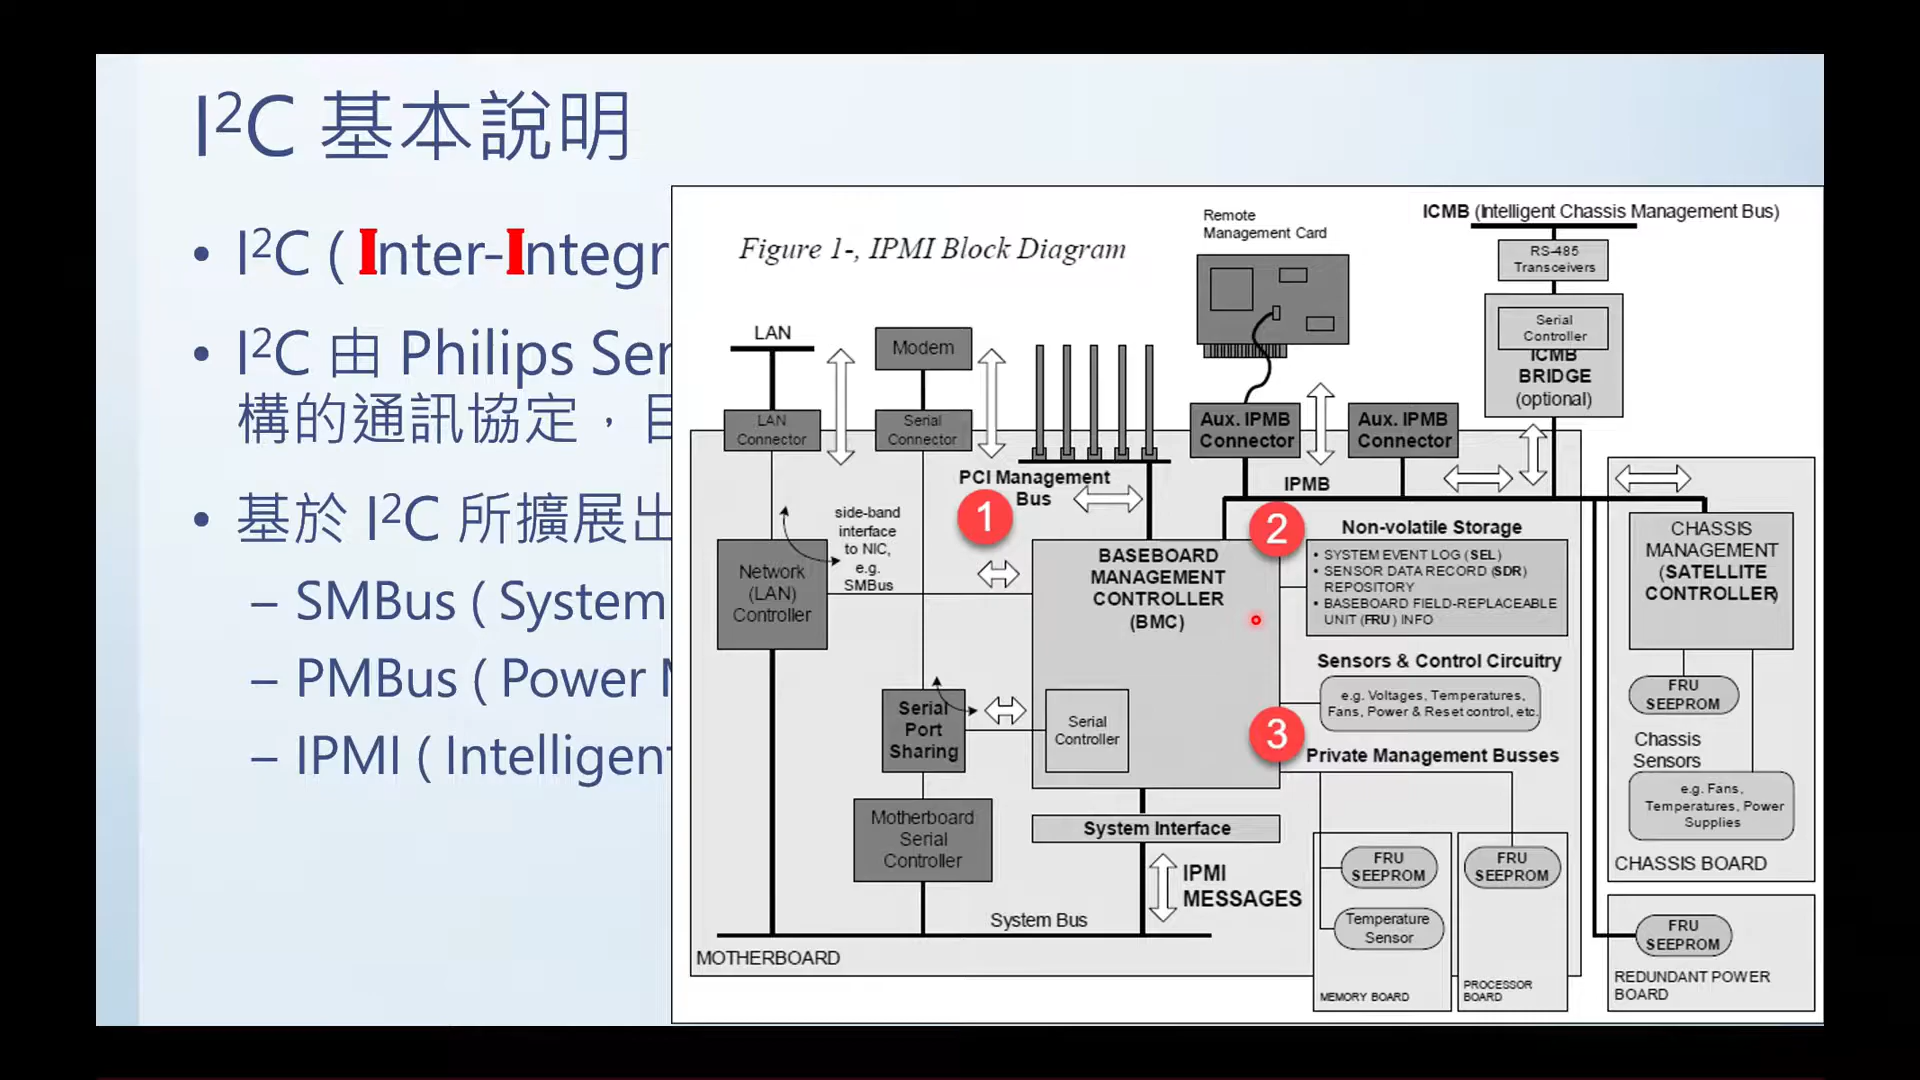 I²C 基本說明
• I²C ( Inter-Integr
• I²C 由 Philips Ser
構的通訊協定，目
• 基於 I²C 所擴展出
– SMBus ( System
– PMBus ( Power
– IPMI ( Intelligent
Figure 1-, IPMI Block Diagram
Remote
Management Card
ICMB (Intelligent Chassis Management Bus)
RS-485
Transceivers
Serial
Controller
ICMB
BRIDGE
(optional)
LAN
Modem
LAN
Connector
Serial
Connector
Aux. IPMB
Connector
Aux. IPMB
Connector
PCI Management
Bus
IPMB
1
2
3
side-band
interface
to NIC,
e.g.
SMBus
Network
(LAN)
Controller
BASEBOARD
MANAGEMENT
CONTROLLER
(BMC)
Non-volatile Storage
• SYSTEM EVENT LOG (SEL)
• SENSOR DATA RECORD (SDR)
REPOSITORY
• BASEBOARD FIELD-REPLACEABLE
UNIT (FRU) INFO
CHASSIS
MANAGEMENT
(SATELLITE
CONTROLLER)
Sensors & Control Circuitry
e.g. Voltages, Temperatures,
Fans, Power & Reset control, etc.
Private Management Busses
Serial
Port
Sharing
Serial
Controller
Motherboard
Serial
Controller
System Interface
IPMI
MESSAGES
System Bus
MOTHERBOARD
FRU
SEEPROM
Temperature
Sensor
MEMORY BOARD
FRU
SEEPROM
PROCESSOR
BOARD
FRU
SEEPROM
Chassis
Sensors
e.g. Fans,
Temperatures, Power
Supplies
CHASSIS BOARD
FRU
SEEPROM
REDUNDANT POWER
BOARD